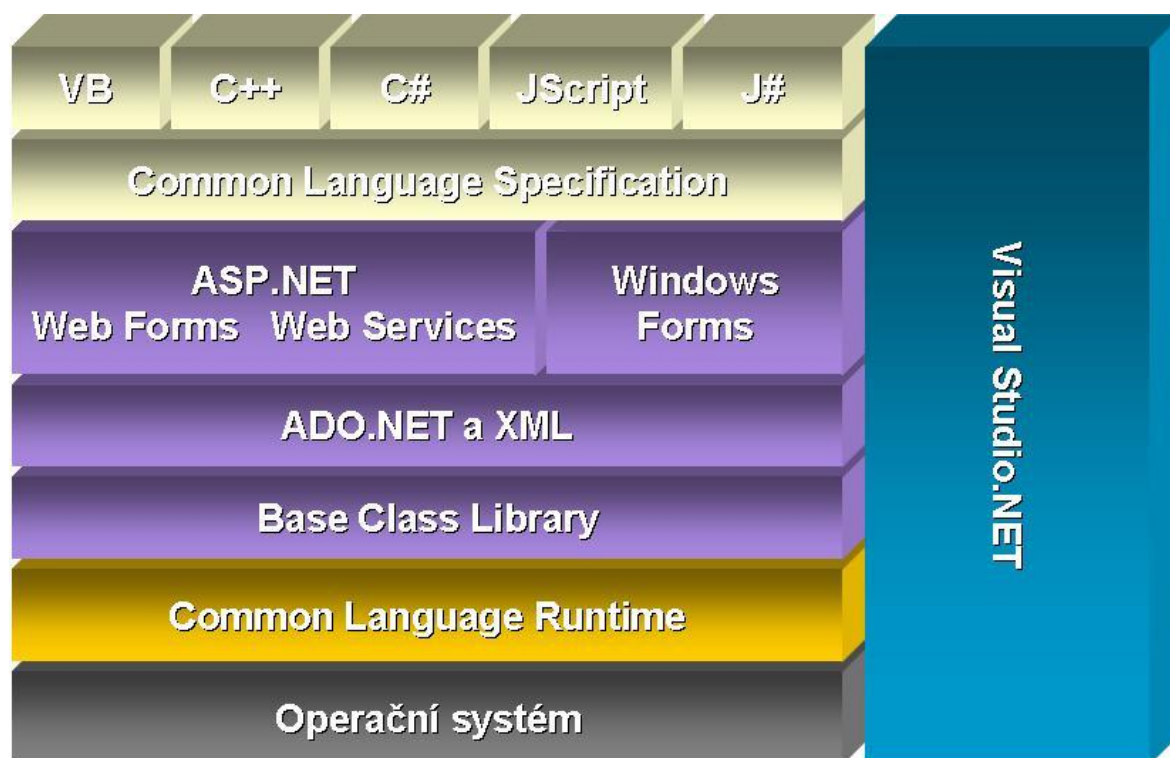 VB
C++
C#
JScript
J#
Common Language Specification
ASP.NET
Web Forms Web Services
Windows
Forms
ADO.NET a XML
Base Class Library
Common Language Runtime
Operační systém
Visual Studio.NET